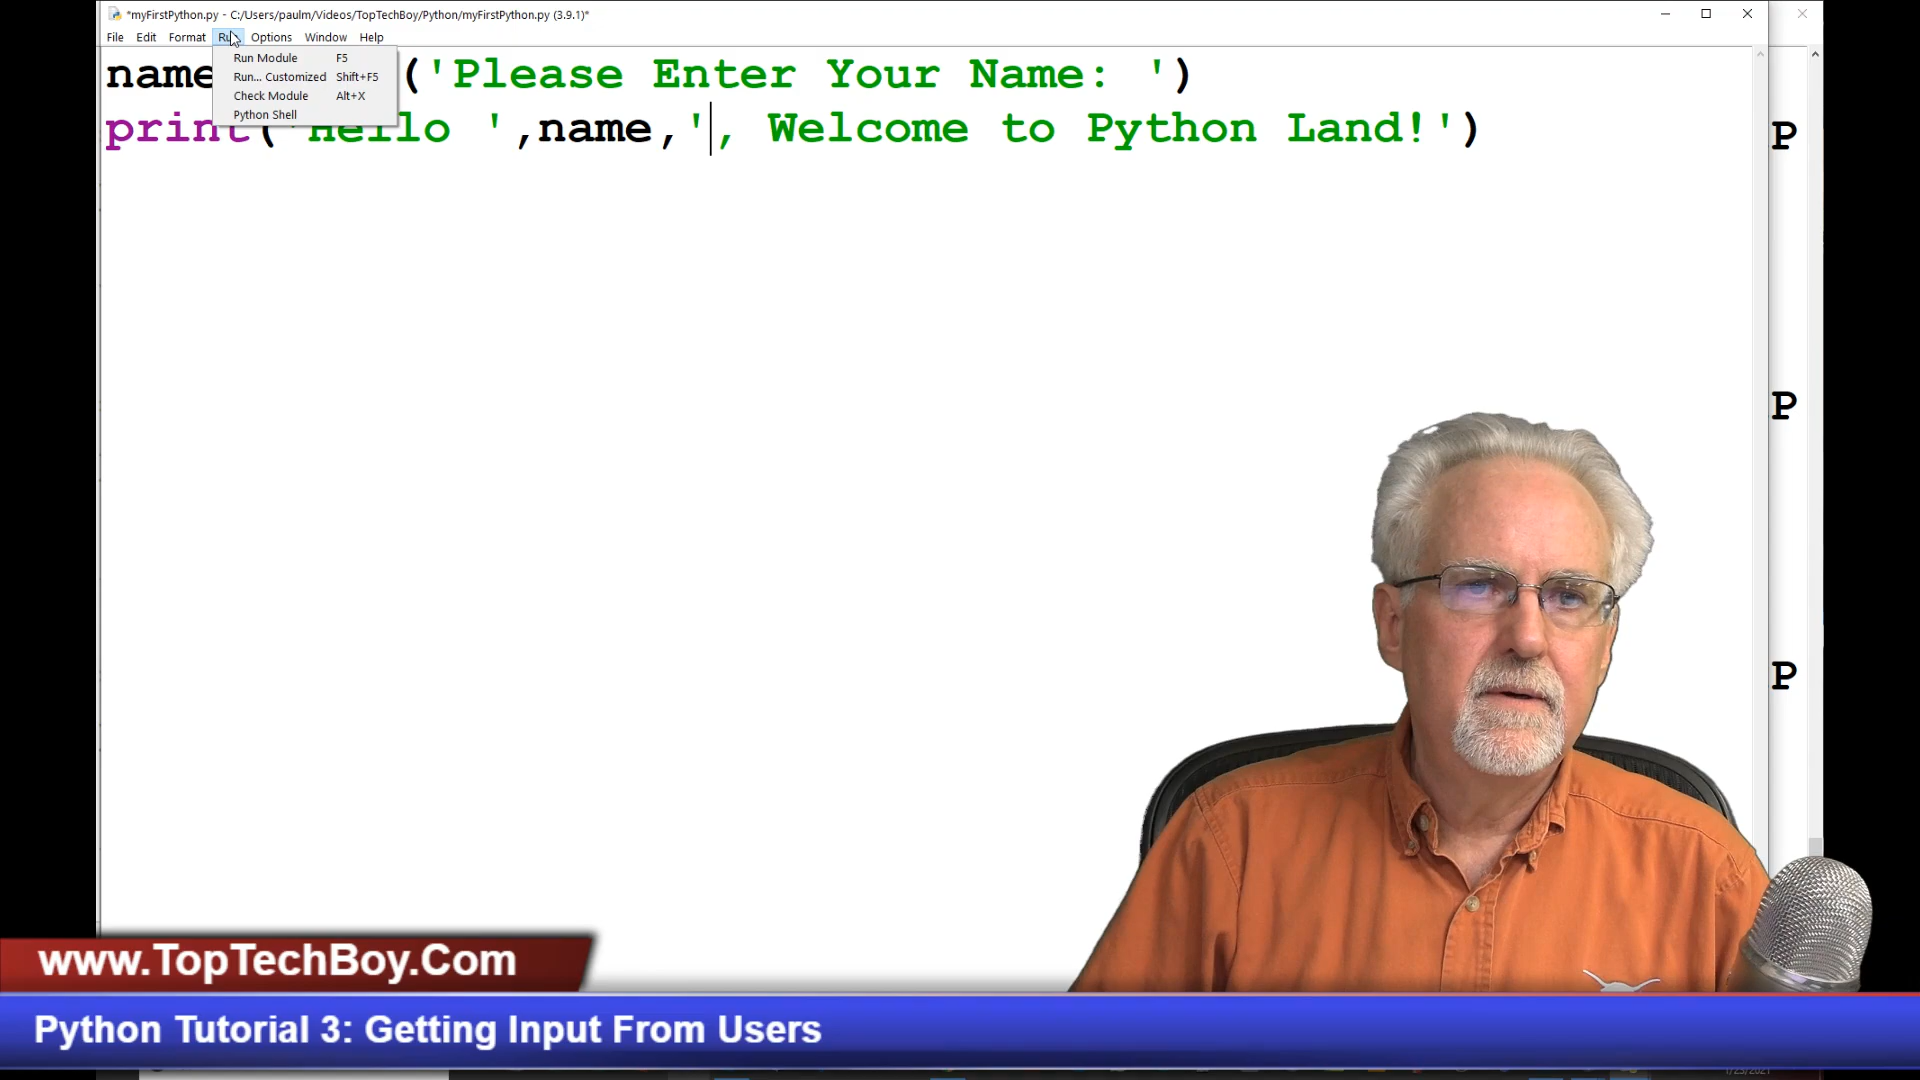 *myFirstPython.py - C:/Users/paulm/Videos/TopTechBoy/Python/myFirstPython.py (3.9.1)*
File Edit Format Run Options Window Help
Run Module F5
Run... Customized Shift+F5
Check Module Alt+X
Python Shell
name ('Please Enter Your Name: ')
print('Hello ',name,', Welcome to Python Land!')
P
P
P
www.TopTechBoy.Com
Python Tutorial 3: Getting Input From Users